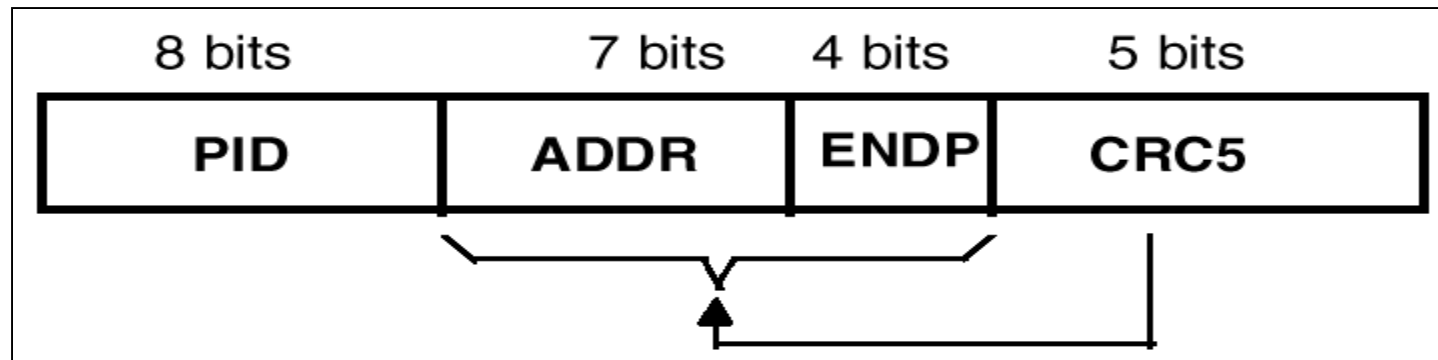 8 bits 7 bits 4 bits 5 bits
PID ADDR ENDP CRC5